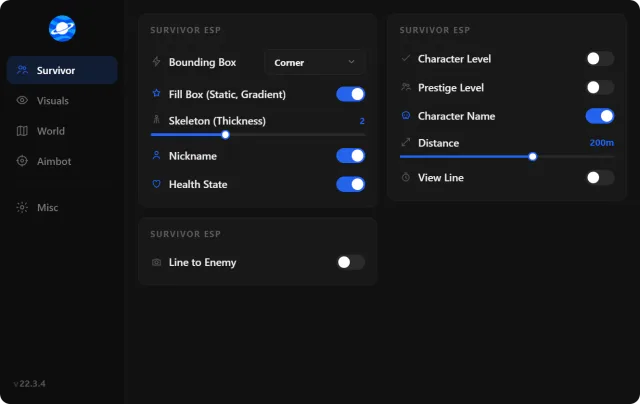 Survivor
Visuals
World
Aimbot
Misc
v.22.3.4
SURVIVOR ESP
Bounding Box
Corner
Fill Box (Static, Gradient)
Skeleton (Thickness)
2
Nickname
Health State
SURVIVOR ESP
Line to Enemy
SURVIVOR ESP
Character Level
Prestige Level
Character Name
Distance
200m
View Line